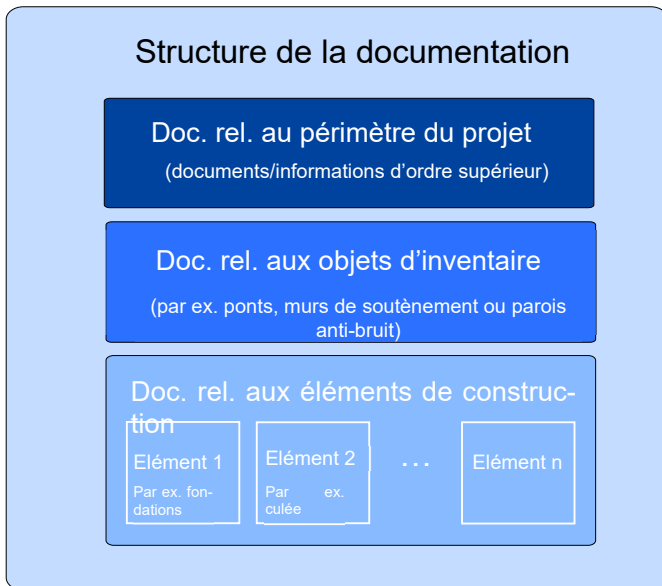 Structure de la documentation
Doc. rel. au périmètre du projet
(documents/informations d’ordre supérieur)
Doc. rel. aux objets d’inventaire
(par ex. ponts, murs de soutènement ou parois
anti-bruit)
Doc. rel. aux éléments de construc-
tion
Elément 1
Par ex. fon-
dations
Elément 2
Par ex.
culée
...
Elément n